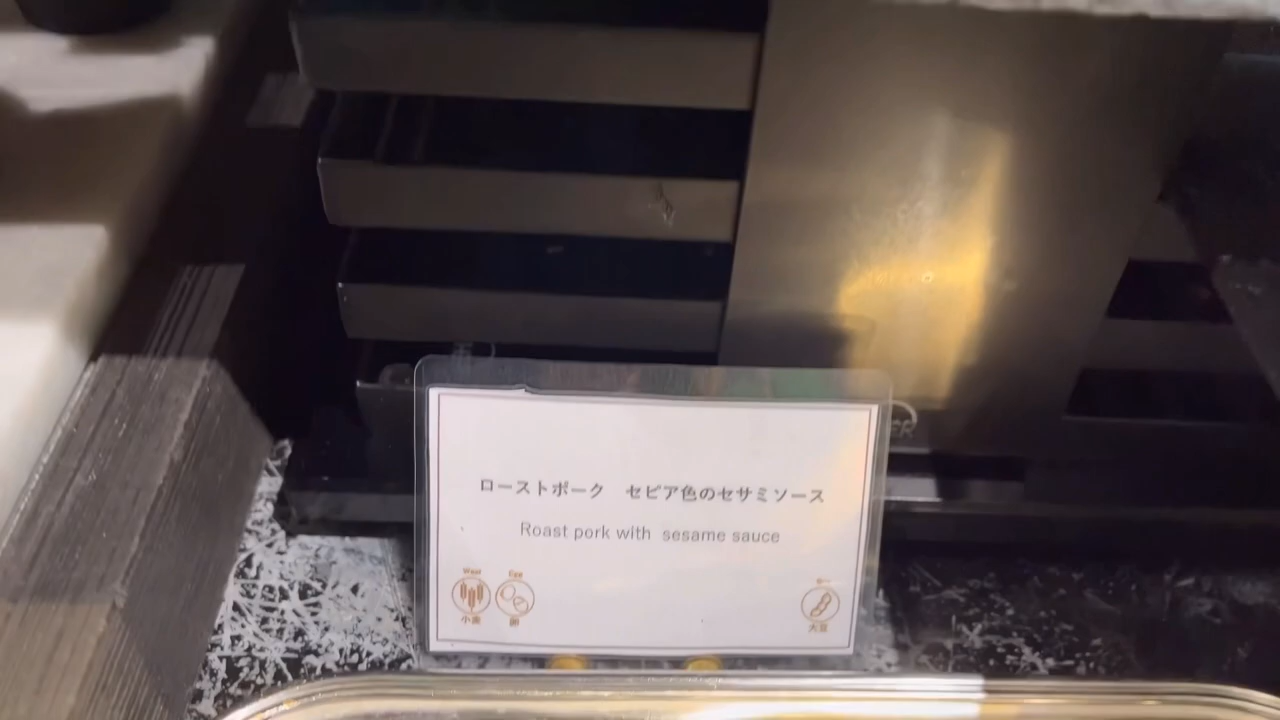 ローストポーク　セピア色のセサミソース
Roast pork with sesame sauce
Egg
小麦
卵
大豆